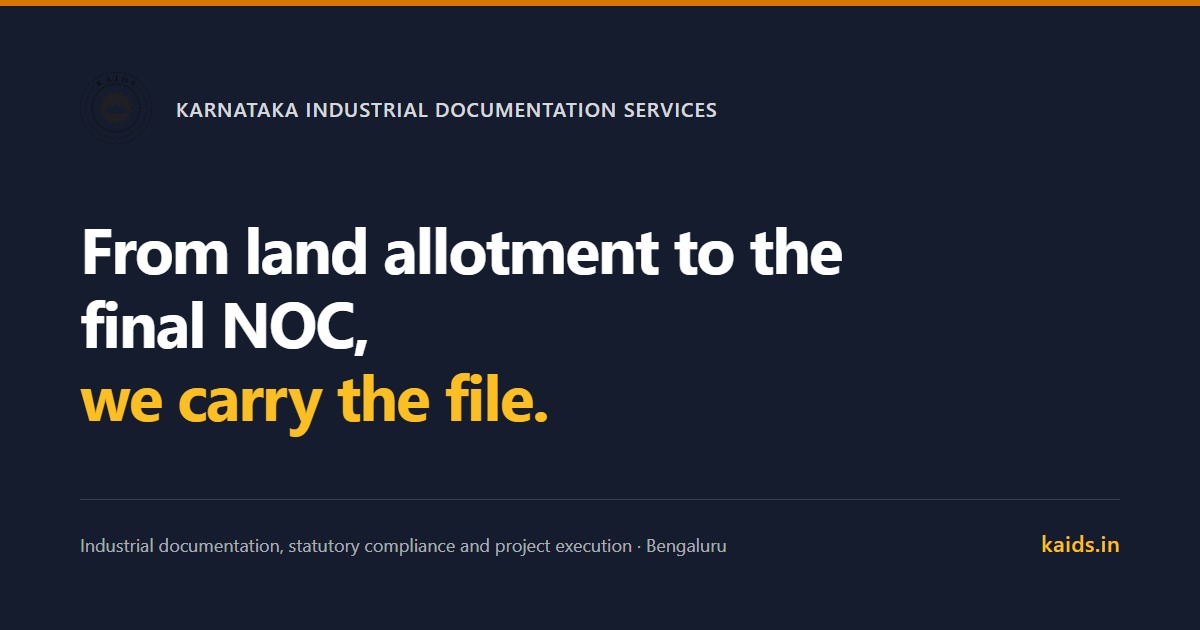 KAIDS
KARNATAKA INDUSTRIAL DOCUMENTATION SERVICES
From land allotment to the
final NOC,
we carry the file.
Industrial documentation, statutory compliance and project execution · Bengaluru
kaids.in